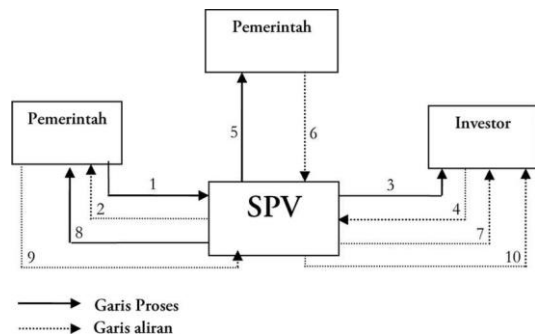 Pemerintah
5
6
Pemerintah
Investor
1
3
SPV
2
4
8
7
9
10
Garis Proses
Garis aliran